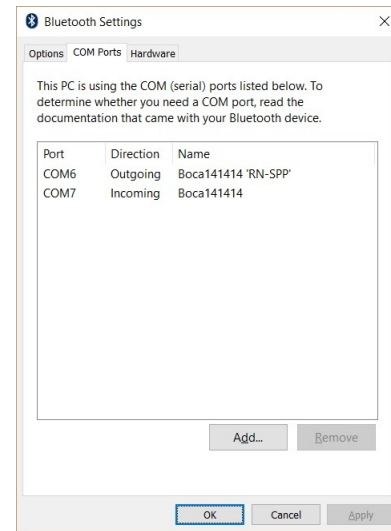 Bluetooth Settings
Options COM Ports Hardware
This PC is using the COM (serial) ports listed below. To
determine whether you need a COM port, read the
documentation that came with your Bluetooth device.
Port Direction Name
COM6 Outgoing Boca141414 'RN-SPP'
COM7 Incoming Boca141414
Add... Remove
OK Cancel Apply